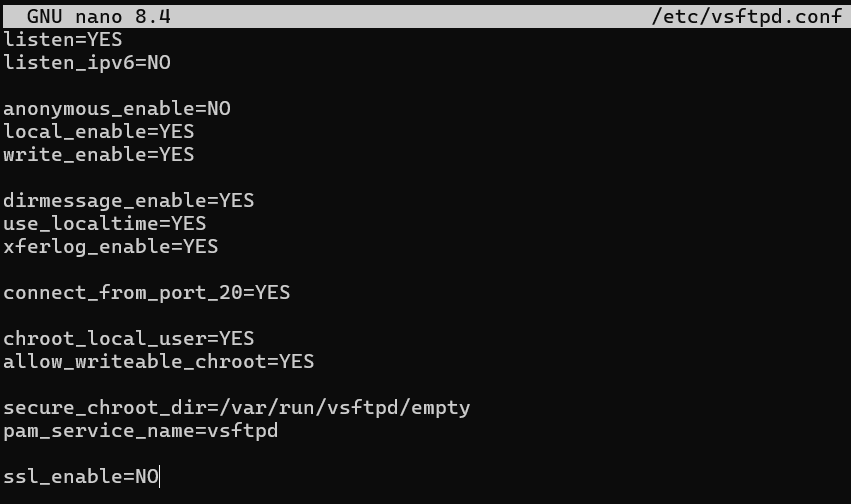 GNU nano 8.4 /etc/vsftpd.conf
listen=YES
listen_ipv6=NO
anonymous_enable=NO
local_enable=YES
write_enable=YES
dirmessage_enable=YES
use_localtime=YES
xferlog_enable=YES
connect_from_port_20=YES
chroot_local_user=YES
allow_writeable_chroot=YES
secure_chroot_dir=/var/run/vsftpd/empty
pam_service_name=vsftpd
ssl_enable=NO